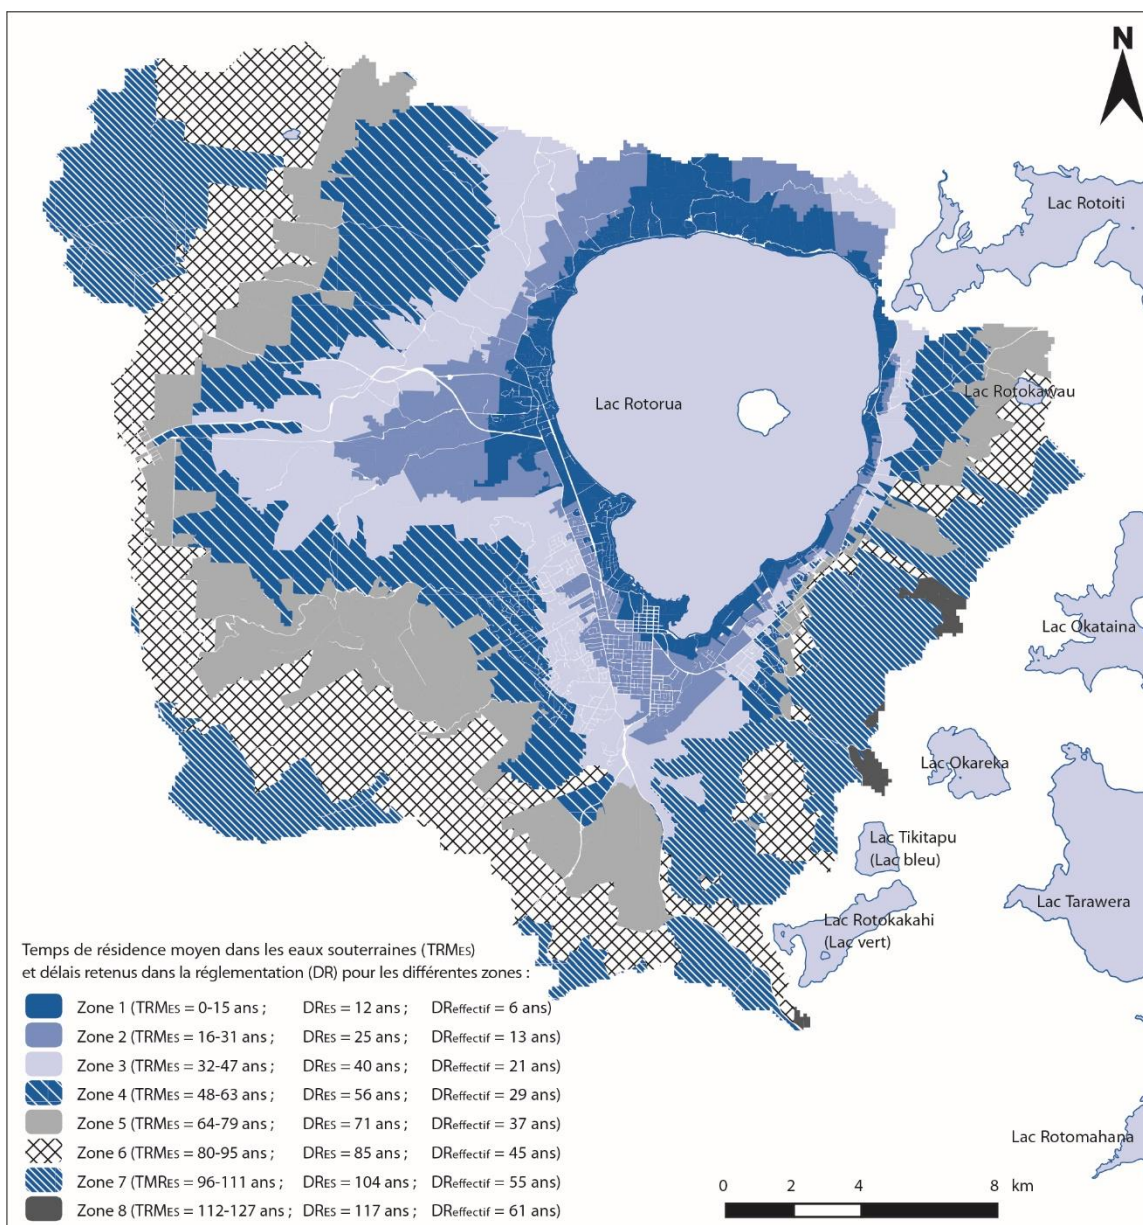 N
Lac Rotoiti
Lac Rotorua
Lac Rotokawau
Lac Okataina
Lac Okareka
Lac Tikitapu
(Lac bleu)
Lac Tarawera
Lac Rotokakahi
(Lac vert)
Temps de résidence moyen dans les eaux souterraines (TRMES)
et délais retenus dans la réglementation (DR) pour les différentes zones :
Zone 1 (TRMES = 0-15 ans ; DRES = 12 ans ; DReffectif = 6 ans)
Zone 2 (TRMES = 16-31 ans ; DRES = 25 ans ; DReffectif = 13 ans)
Zone 3 (TRMES = 32-47 ans ; DRES = 40 ans ; DReffectif = 21 ans)
Zone 4 (TRMES = 48-63 ans ; DRES = 56 ans ; DReffectif = 29 ans)
Zone 5 (TRMES = 64-79 ans ; DRES = 71 ans ; DReffectif = 37 ans)
Zone 6 (TRMES = 80-95 ans ; DRES = 85 ans ; DReffectif = 45 ans)
Zone 7 (TMRES = 96-111 ans ; DRES = 104 ans ; DReffectif = 55 ans)
Zone 8 (TRMES = 112-127 ans ; DRES = 117 ans ; DReffectif = 61 ans)
Lac Rotomahana
0 2 4 8 km